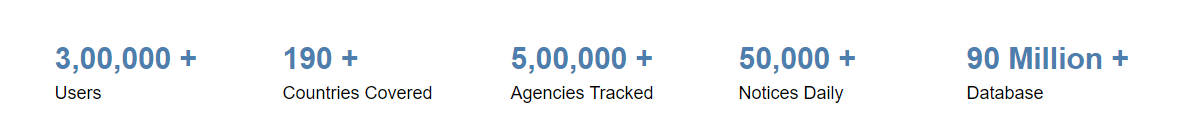 3,00,000 + 190 + 5,00,000 + 50,000 + 90 Million +
Users Countries Covered Agencies Tracked Notices Daily Database